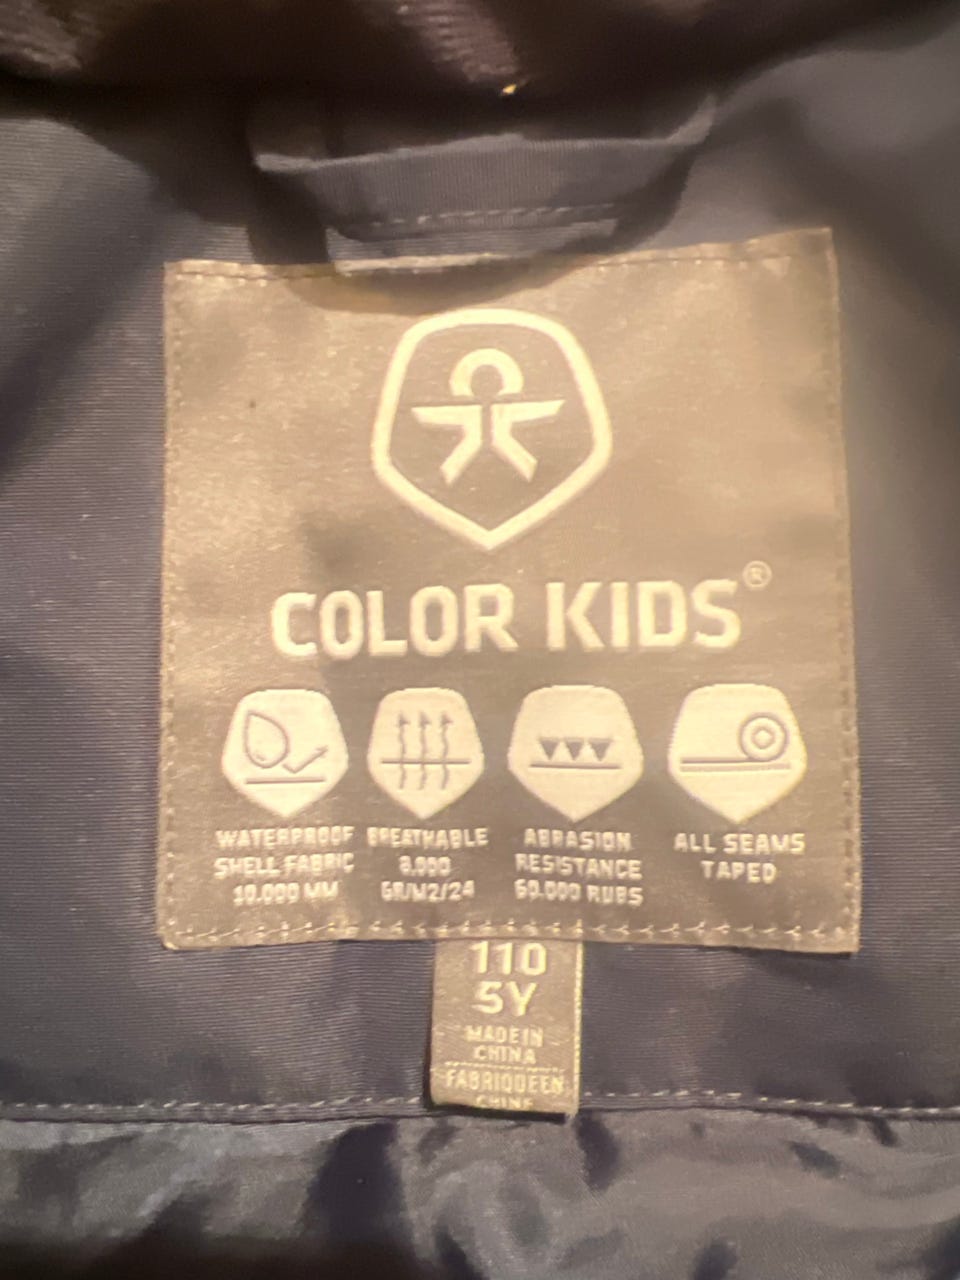 COLOR KIDS®
WATERPROOF
SHELL FABRIC
10.000 MM
BREATHABLE
8.000
GR/M2/24
ABRASION
RESISTANCE
60.000 RUBS
ALL SEAMS
TAPED
110
5Y
MADE IN
CHINA
FABRIQUE EN
CHINE